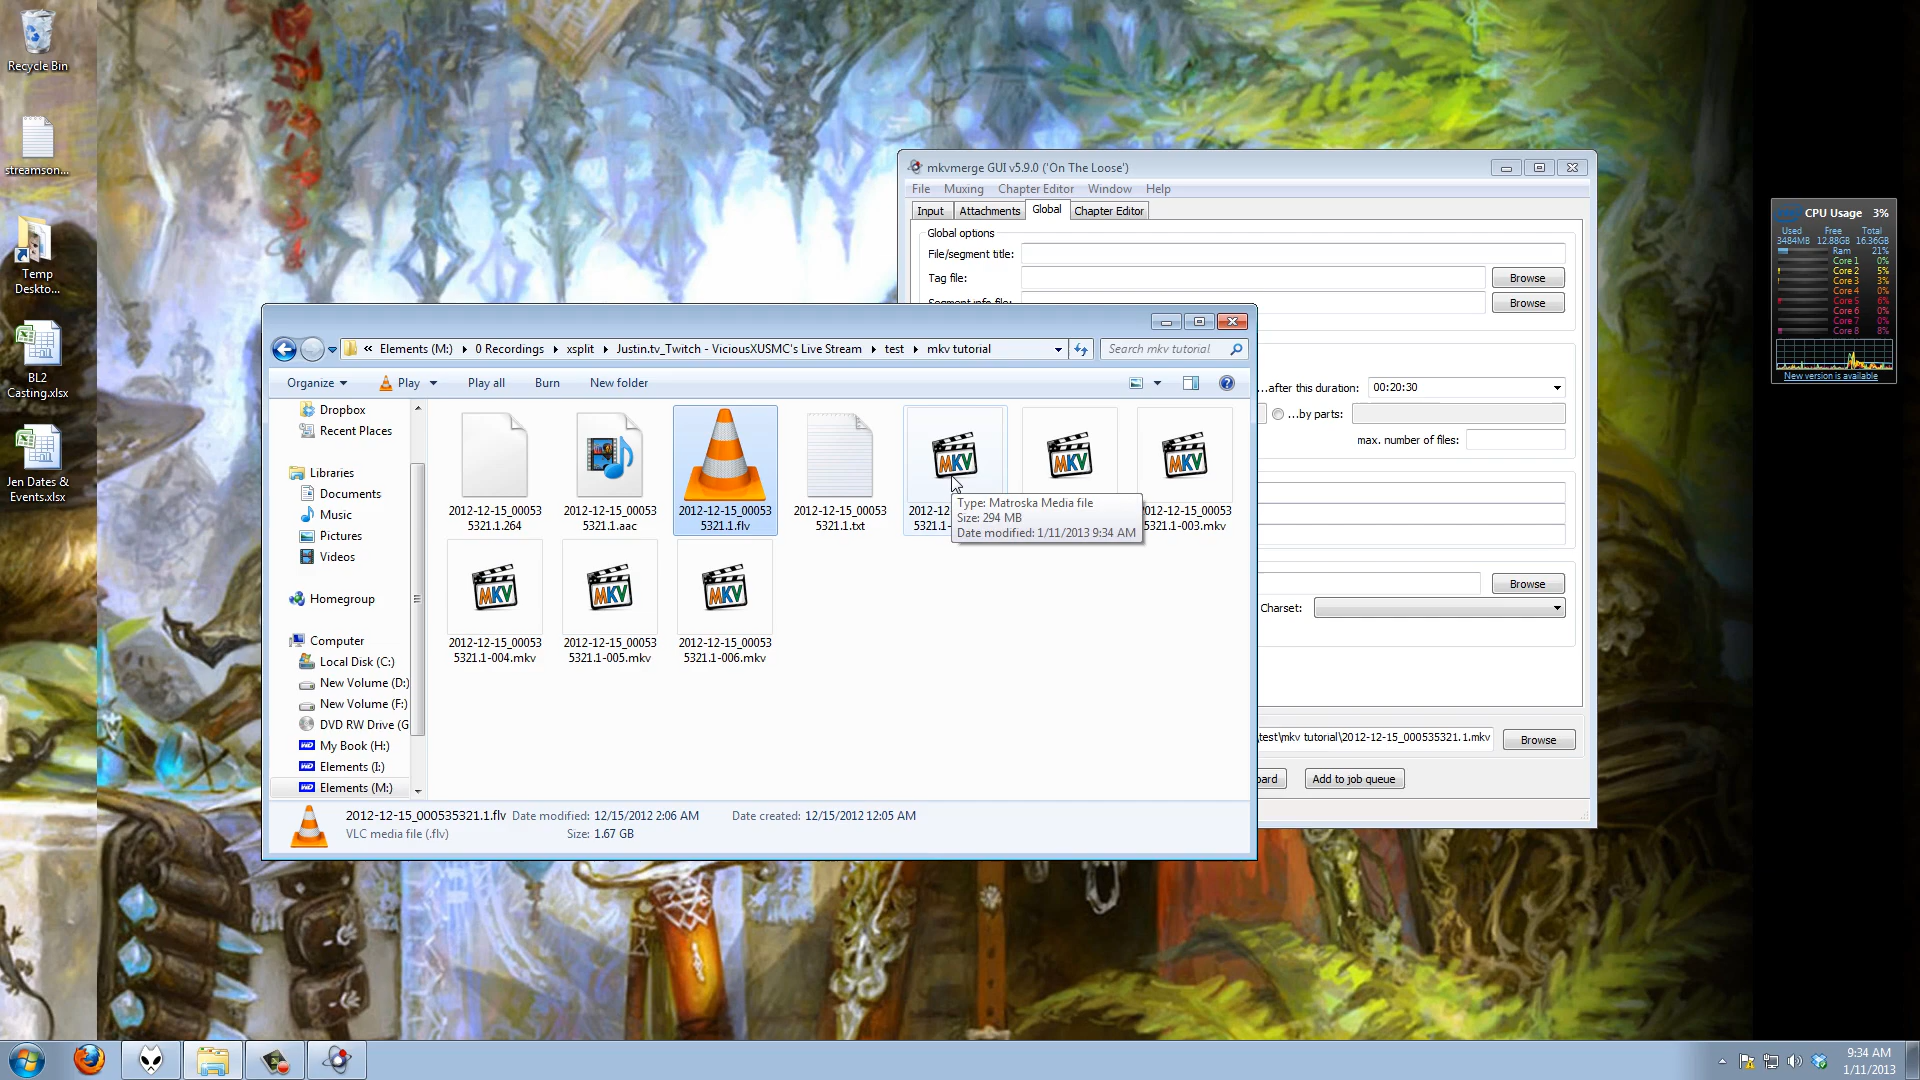 Recycle Bin
streamson...
Temp
Deskto...
BL2
Casting.xlsx
Jen Dates &
Events.xlsx
mkvmerge GUI v5.9.0 ('On The Loose')
File
Muxing
Chapter Editor
Window
Help
Input
Attachments
Global
Chapter Editor
Global options
File/segment title:
Tag file:
Browse
Segment info file:
Browse
...after this duration:
00:20:30
...by parts:
max. number of files:
Browse
Charset:
\test\mkv tutorial\2012-12-15_000535321.1.mkv
Browse
oard
Add to job queue
« Elements (M:)
0 Recordings
xsplit
Justin.tv_Twitch - ViciousXUSMC's Live Stream
test
mkv tutorial
Search mkv tutorial
Organize
Play
Play all
Burn
New folder
Dropbox
Recent Places
Libraries
Documents
Music
Pictures
Videos
Homegroup
Computer
Local Disk (C:)
New Volume (D:)
New Volume (F:)
DVD RW Drive (G
My Book (H:)
Elements (I:)
Elements (M:)
2012-12-15_00053
5321.1.264
2012-12-15_00053
5321.1.aac
2012-12-15_00053
5321.1.flv
2012-12-15_00053
5321.1.txt
MKV
2012-12
5321.1-
MKV
MKV
2012-12-15_00053
5321.1-003.mkv
Type: Matroska Media file
Size: 294 MB
Date modified: 1/11/2013 9:34 AM
MKV
2012-12-15_00053
5321.1-004.mkv
MKV
2012-12-15_00053
5321.1-005.mkv
MKV
2012-12-15_00053
5321.1-006.mkv
2012-12-15_000535321.1.flv Date modified: 12/15/2012 2:06 AM Date created: 12/15/2012 12:05 AM
VLC media file (.flv) Size: 1.67 GB
CPU Usage 3%
Used Free Total
3484MB 12.88GB 16.36GB
Ram 21%
Core 1 0%
Core 2 5%
Core 3 3%
Core 4 0%
Core 5 6%
Core 6 0%
Core 7 0%
Core 8 8%
New version is available
9:34 AM
1/11/2013